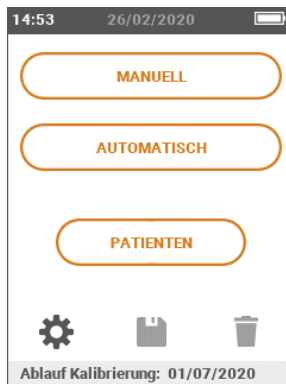 14:53 26/02/2020
MANUELL
AUTOMATISCH
PATIENTEN
Ablauf Kalibrierung: 01/07/2020